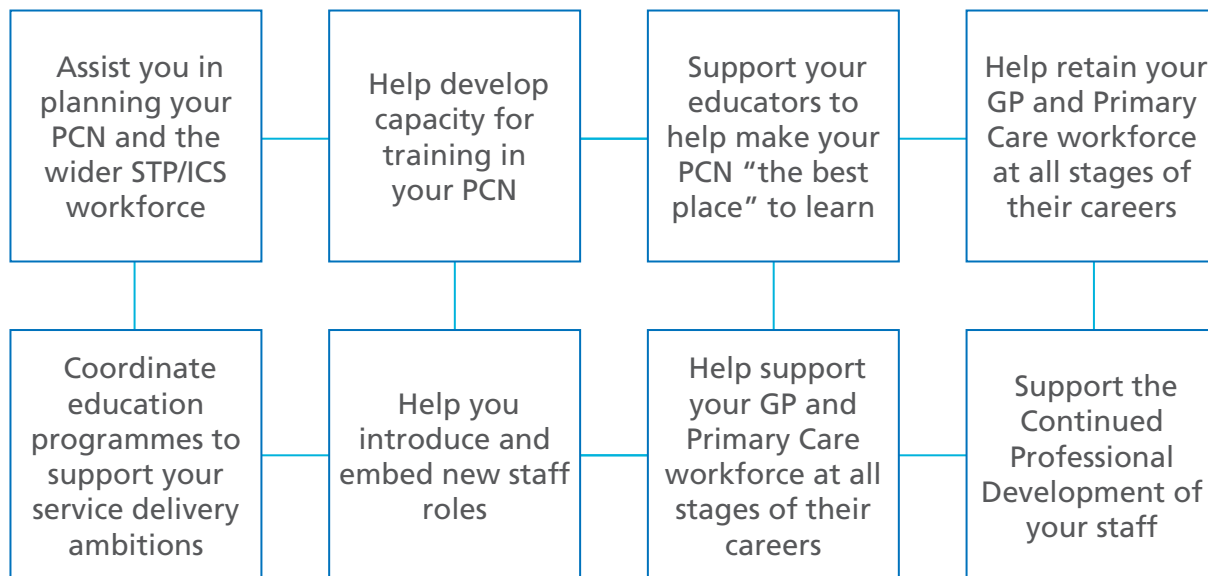 Assist you in
planning your
PCN and the
wider STP/ICS
workforce
Help develop
capacity for
training in
your PCN
Support your
educators to
help make your
PCN “the best
place” to learn
Help retain your
GP and Primary
Care workforce
at all stages of
their careers
Coordinate
education
programmes to
support your
service delivery
ambitions
Help you
introduce and
embed new staff
roles
Help support
your GP and
Primary Care
workforce at all
stages of their
careers
Support the
Continued
Professional
Development of
your staff